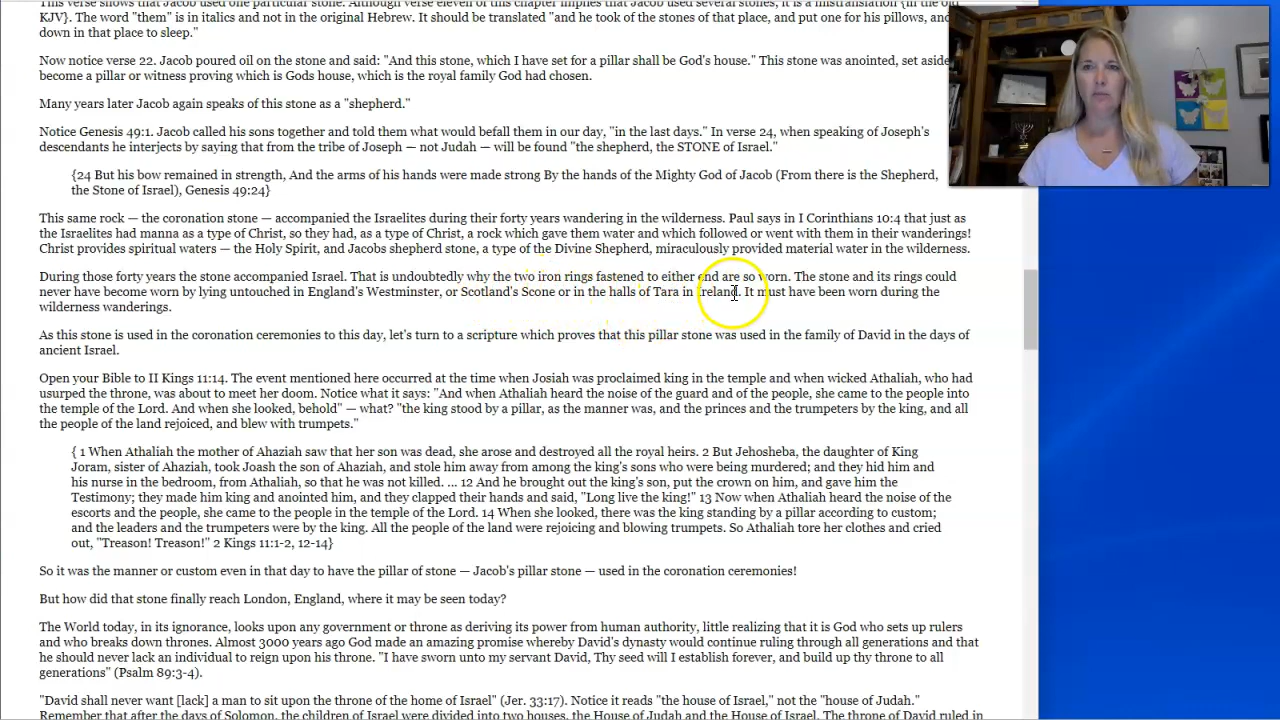 This verse shows that Jacob used one particular stone. Although verse eleven of this chapter implies that Jacob used several stones, it is a mistranslation {in the old
KJV}. The word "them" is in italics and not in the original Hebrew. It should be translated "and he took of the stones of that place, and put one for his pillows, and
down in that place to sleep."
Now notice verse 22. Jacob poured oil on the stone and said: "And this stone, which I have set for a pillar shall be God's house." This stone was anointed, set aside
become a pillar or witness proving which is Gods house, which is the royal family God had chosen.
Many years later Jacob again speaks of this stone as a "shepherd."
Notice Genesis 49:1. Jacob called his sons together and told them what would befall them in our day, "in the last days." In verse 24, when speaking of Joseph's
descendants he interjects by saying that from the tribe of Joseph — not Judah — will be found "the shepherd, the STONE of Israel."
{24 But his bow remained in strength, And the arms of his hands were made strong By the hands of the Mighty God of Jacob (From there is the Shepherd,
the Stone of Israel), Genesis 49:24}
This same rock — the coronation stone — accompanied the Israelites during their forty years wandering in the wilderness. Paul says in I Corinthians 10:4 that just as
the Israelites had manna as a type of Christ, so they had, as a type of Christ, a rock which gave them water and which followed or went with them in their wanderings!
Christ provides spiritual waters — the Holy Spirit, and Jacobs shepherd stone, a type of the Divine Shepherd, miraculously provided material water in the wilderness.
During those forty years the stone accompanied Israel. That is undoubtedly why the two iron rings fastened to either end are so worn. The stone and its rings could
never have become worn by lying untouched in England's Westminster, or Scotland's Scone or in the halls of Tara in Ireland. It must have been worn during the
wilderness wanderings.
As this stone is used in the coronation ceremonies to this day, let's turn to a scripture which proves that this pillar stone was used in the family of David in the days of
ancient Israel.
Open your Bible to II Kings 11:14. The event mentioned here occurred at the time when Josiah was proclaimed king in the temple and when wicked Athaliah, who had
usurped the throne, was about to meet her doom. Notice what it says: "And when Athaliah heard the noise of the guard and of the people, she came to the people into
the temple of the Lord. And when she looked, behold" — what? "the king stood by a pillar, as the manner was, and the princes and the trumpeters by the king, and all
the people of the land rejoiced, and blew with trumpets."
{ 1 When Athaliah the mother of Ahaziah saw that her son was dead, she arose and destroyed all the royal heirs. 2 But Jehosheba, the daughter of King
Joram, sister of Ahaziah, took Joash the son of Ahaziah, and stole him away from among the king's sons who were being murdered; and they hid him and
his nurse in the bedroom, from Athaliah, so that he was not killed. ... 12 And he brought out the king's son, put the crown on him, and gave him the
Testimony; they made him king and anointed him, and they clapped their hands and said, "Long live the king!" 13 Now when Athaliah heard the noise of the
escorts and the people, she came to the people in the temple of the Lord. 14 When she looked, there was the king standing by a pillar according to custom;
and the leaders and the trumpeters were by the king. All the people of the land were rejoicing and blowing trumpets. So Athaliah tore her clothes and cried
out, "Treason! Treason!" 2 Kings 11:1-2, 12-14}
So it was the manner or custom even in that day to have the pillar of stone — Jacob's pillar stone — used in the coronation ceremonies!
But how did that stone finally reach London, England, where it may be seen today?
The World today, in its ignorance, looks upon any government or throne as deriving its power from human authority, little realizing that it is God who sets up rulers
and who breaks down thrones. Almost 3000 years ago God made an amazing promise whereby David's dynasty would continue ruling through all generations and that
he should never lack an individual to reign upon his throne. "I have sworn unto my servant David, Thy seed will I establish forever, and build up thy throne to all
generations" (Psalm 89:3-4).
"David shall never want [lack] a man to sit upon the throne of the home of Israel" (Jer. 33:17). Notice it reads "the house of Israel," not the "house of Judah."
Remember that after the days of Solomon, the children of Israel were divided into two houses, the House of Judah and the House of Israel. The throne of David ruled in